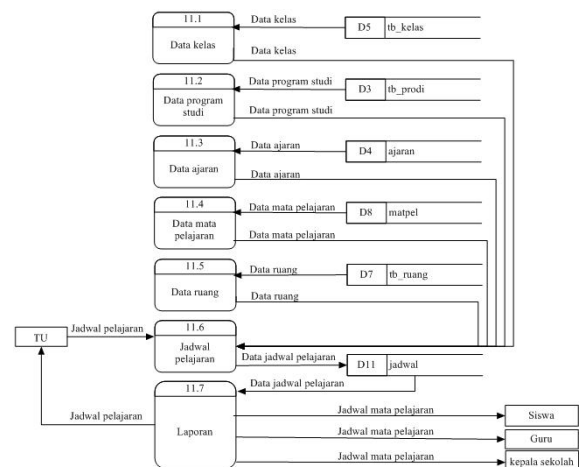 11.1
Data kelas
Data kelas
D5 tb_kelas
Data kelas
11.2
Data program studi
Data program
studi
D3 tb_prodi
Data program studi
11.3
Data ajaran
Data ajaran
D4 ajaran
Data ajaran
11.4
Data mata pelajaran
Data mata
pelajaran
D8 matpel
Data mata pelajaran
11.5
Data ruang
Data ruang
D7 tb_ruang
Data ruang
TU
Jadwal pelajaran
11.6
Jadwal
pelajaran
Data jadwal pelajaran
D11 jadwal
Data jadwal pelajaran
11.7
Laporan
Jadwal pelajaran
Jadwal mata pelajaran
Siswa
Jadwal mata pelajaran
Guru
Jadwal mata pelajaran
kepala sekolah